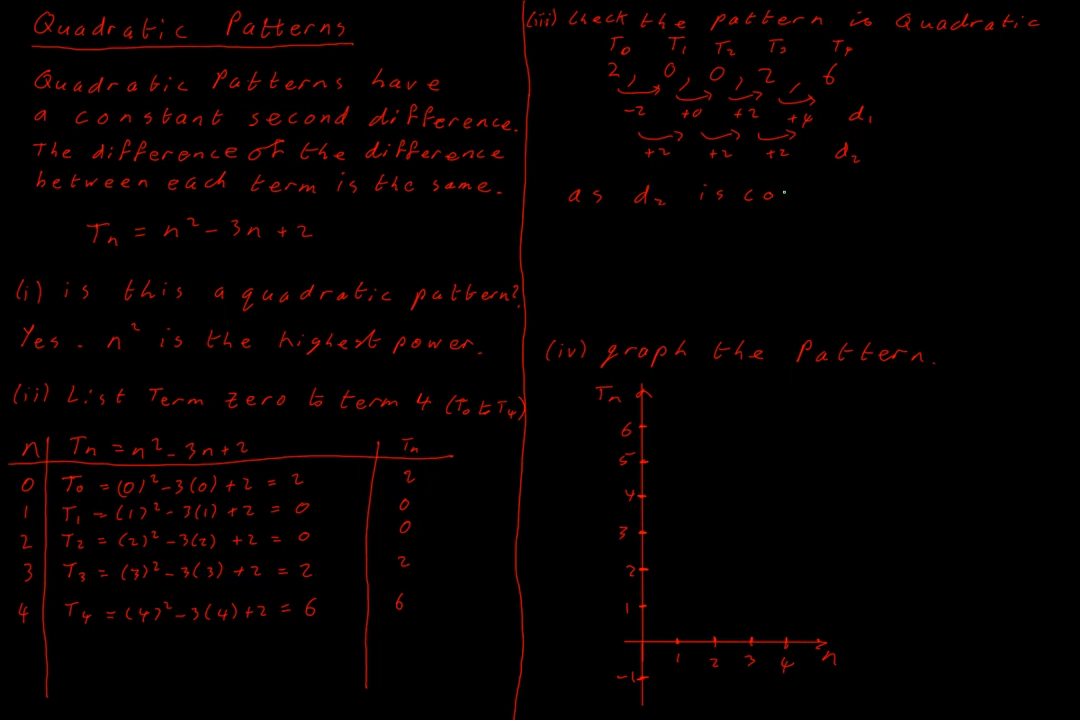 Quadratic Patterns
Quadratic Patterns have
a constant second difference.
The difference of the difference
between each term is the same.
Tn = n² - 3n + 2
(i) is this a quadratic pattern?
Yes. n² is the highest power.
(ii) List Term zero to term 4 (T₀ to T₄)
n Tn = n² - 3n + 2 Tn
0 T₀ = (0)² - 3(0) + 2 = 2 2
1 T₁ = (1)² - 3(1) + 2 = 0 0
2 T₂ = (2)² - 3(2) + 2 = 0 0
3 T₃ = (3)² - 3(3) + 2 = 2 2
4 T₄ = (4)² - 3(4) + 2 = 6 6
(iii) Check the pattern is Quadratic
T₀ T₁ T₂ T₃ T₄
2, 0, 0, 2, 6
-2 +0 +2 +4 d₁
+2 +2 +2 d₂
as d₂ is co
(iv) graph the Pattern.
Tn
6
5
4
3
2
1
1 2 3 4 n
-1